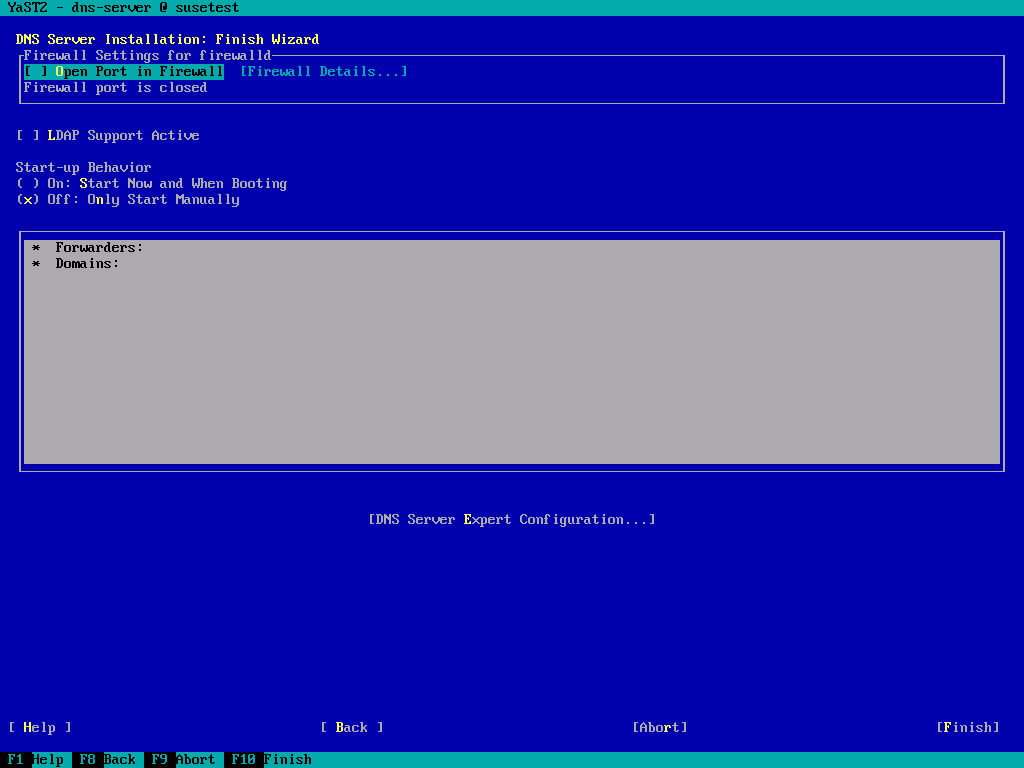 YaST2 - dns-server @ susetest
DNS Server Installation: Finish Wizard
Firewall Settings for firewalld
[ ] Open Port in Firewall  [Firewall Details...]
Firewall port is closed
[ ] LDAP Support Active
Start-up Behavior
( ) On: Start Now and When Booting
(x) Off: Only Start Manually
*  Forwarders:
*  Domains:
[DNS Server Expert Configuration...]
[ Help ] [ Back ] [Abort] [Finish]
F1 Help F8 Back F9 Abort F10 Finish